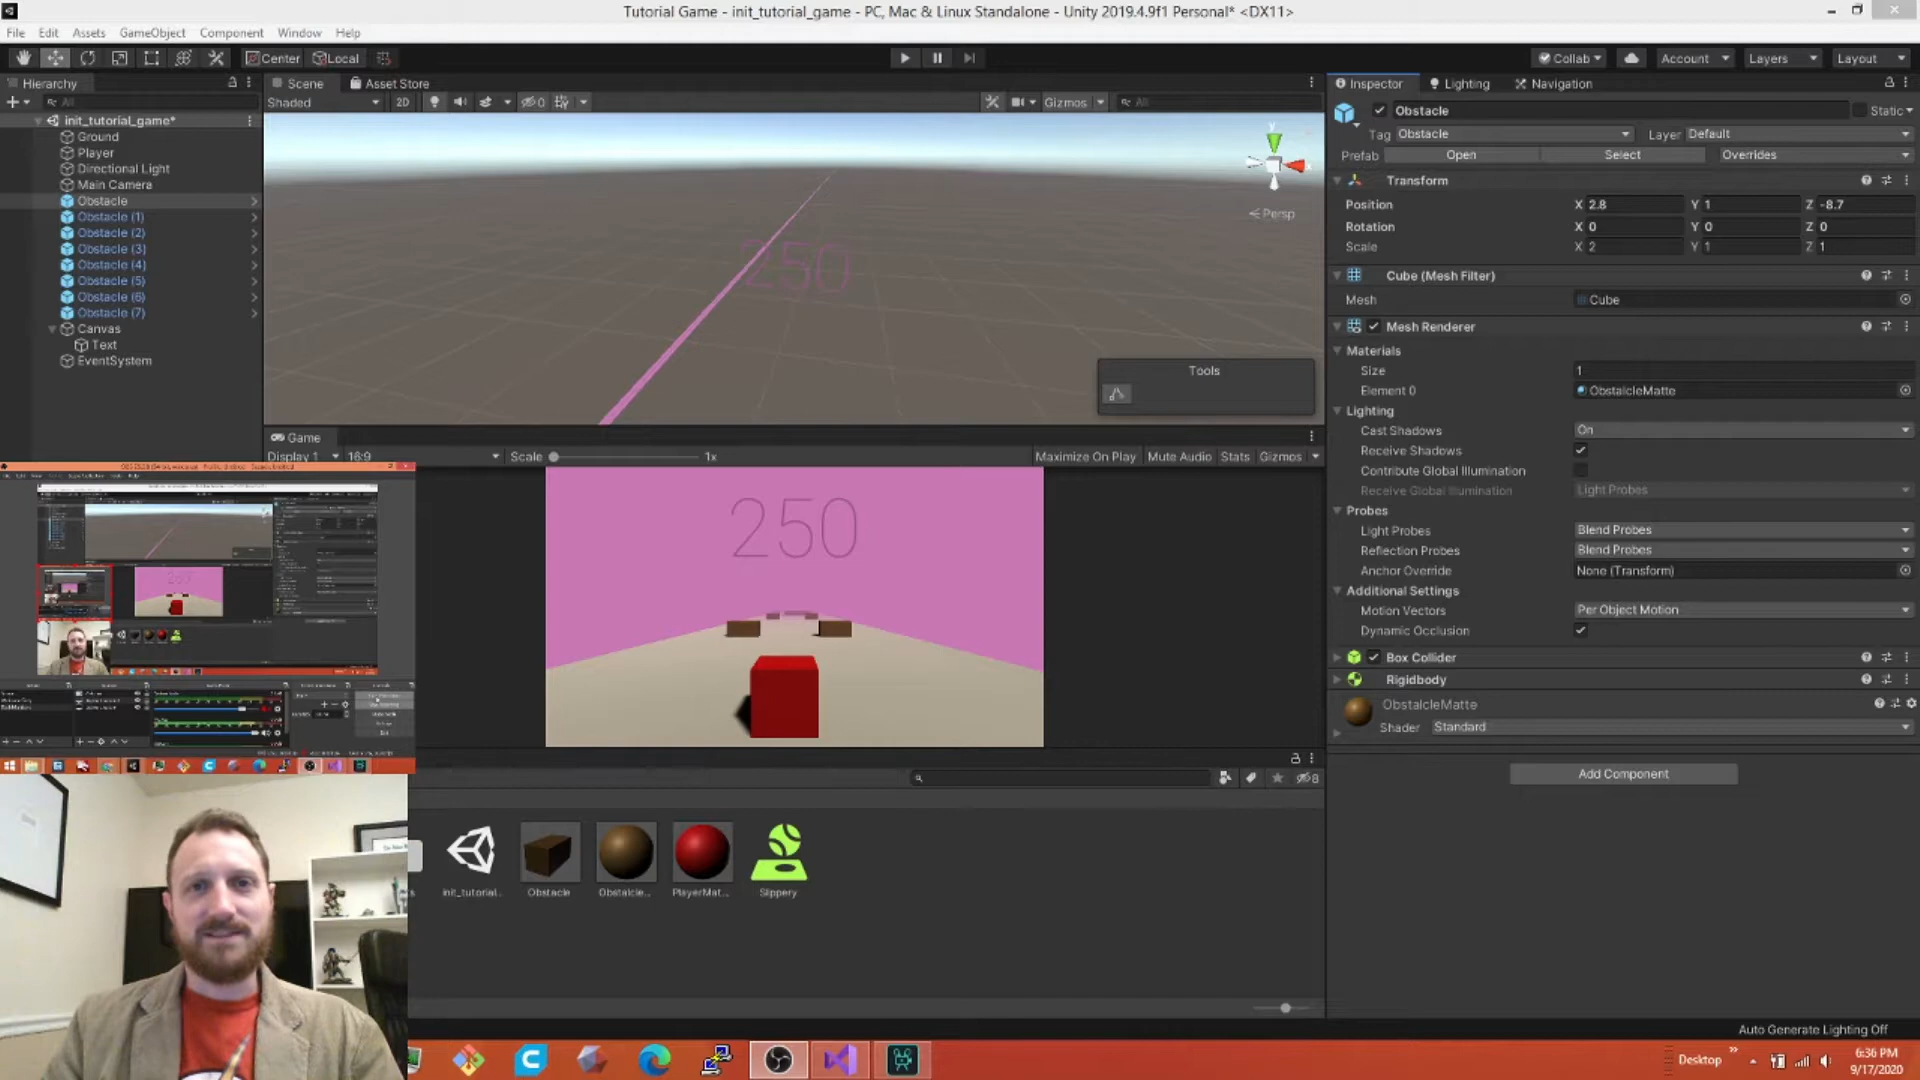 Tutorial Game - init_tutorial_game - PC, Mac & Linux Standalone - Unity 2019.4.9f1 Personal* <DX11>
File Edit Assets GameObject Component Window Help
Center Local Collab Account Layers Layout
Hierarchy
All
init_tutorial_game*
Ground
Player
Directional Light
Main Camera
Obstacle
Obstacle (1)
Obstacle (2)
Obstacle (3)
Obstacle (4)
Obstacle (5)
Obstacle (6)
Obstacle (7)
Canvas
Text
EventSystem
Scene Asset Store
Shaded 2D 0 Gizmos All
y
x
Persp
250
Tools
Game
Display 1 16:9 Scale 1x Maximize On Play Mute Audio Stats Gizmos
250
8
init_tutorial.. Obstacle Obstalcle... PlayerMat... Slippery
Inspector Lighting Navigation
Obstacle Static
Tag Obstacle Layer Default
Prefab Open Select Overrides
Transform
Position X 2.8 Y 1 Z -8.7
Rotation X 0 Y 0 Z 0
Scale X 2 Y 1 Z 1
Cube (Mesh Filter)
Mesh Cube
Mesh Renderer
Materials
Size 1
Element 0 ObstalcleMatte
Lighting
Cast Shadows On
Receive Shadows
Contribute Global Illumination
Receive Global Illumination Light Probes
Probes
Light Probes Blend Probes
Reflection Probes Blend Probes
Anchor Override None (Transform)
Additional Settings
Motion Vectors Per Object Motion
Dynamic Occlusion
Box Collider
Rigidbody
ObstalcleMatte
Shader Standard
Add Component
Auto Generate Lighting Off
Desktop 6:36 PM
9/17/2020